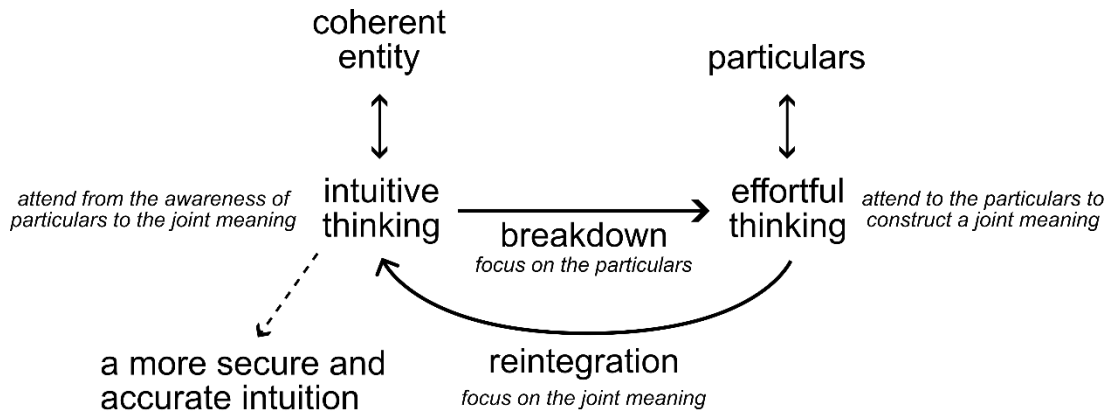 coherent
entity
particulars
attend from the awareness of
particulars to the joint meaning
intuitive
thinking
breakdown
focus on the particulars
effortful
thinking
attend to the particulars to
construct a joint meaning
a more secure and
accurate intuition
reintegration
focus on the joint meaning